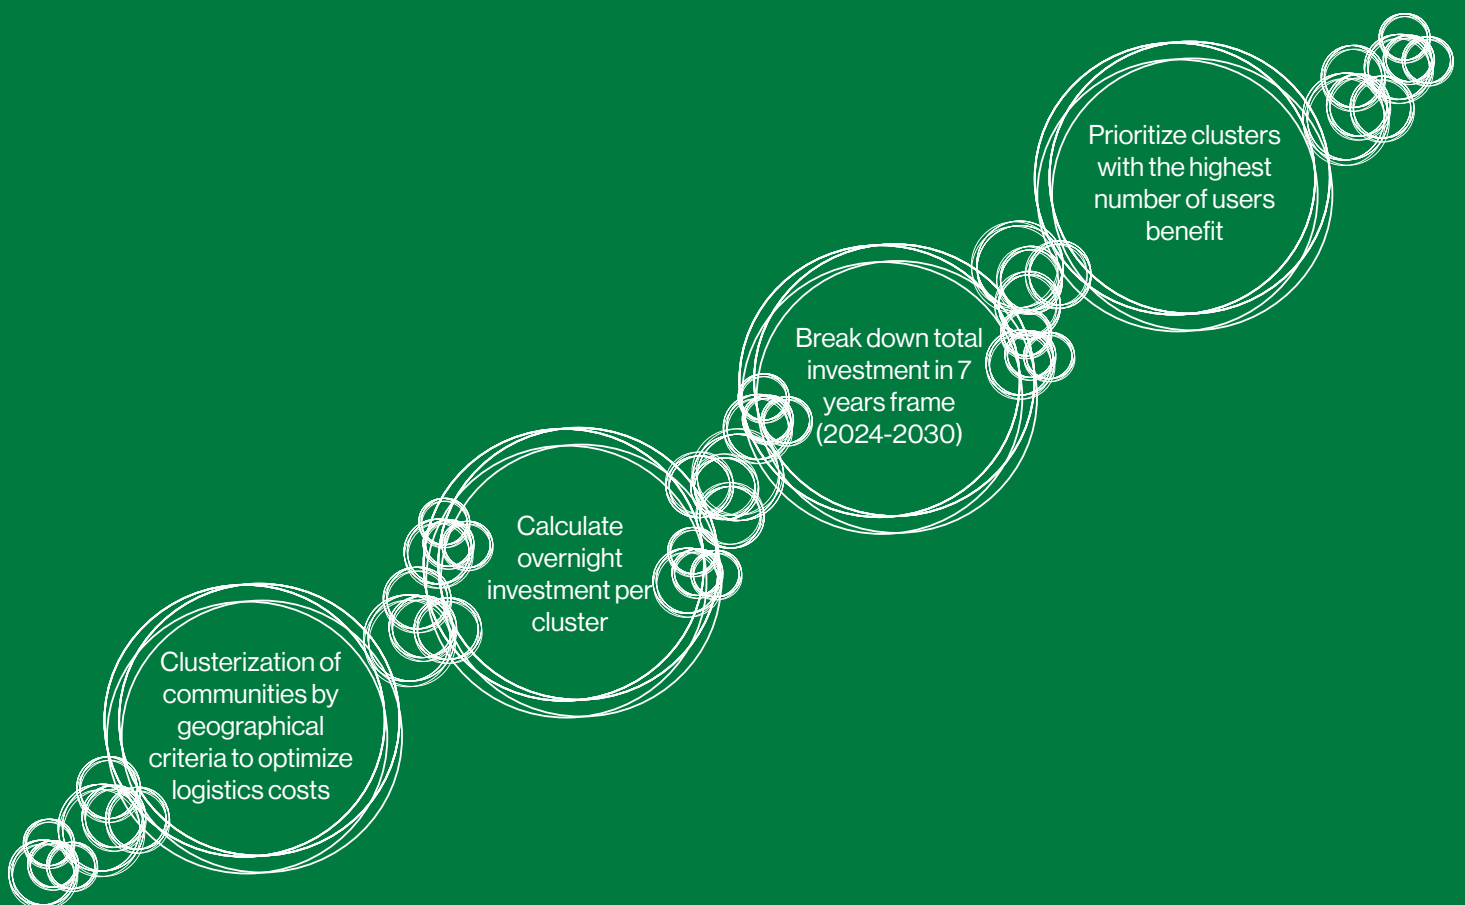 Clusterization of
communities by
geographical
criteria to optimize
logistics costs
Calculate
overnight
investment per
cluster
Break down total
investment in 7
years frame
(2024-2030)
Prioritize clusters
with the highest
number of users
benefit